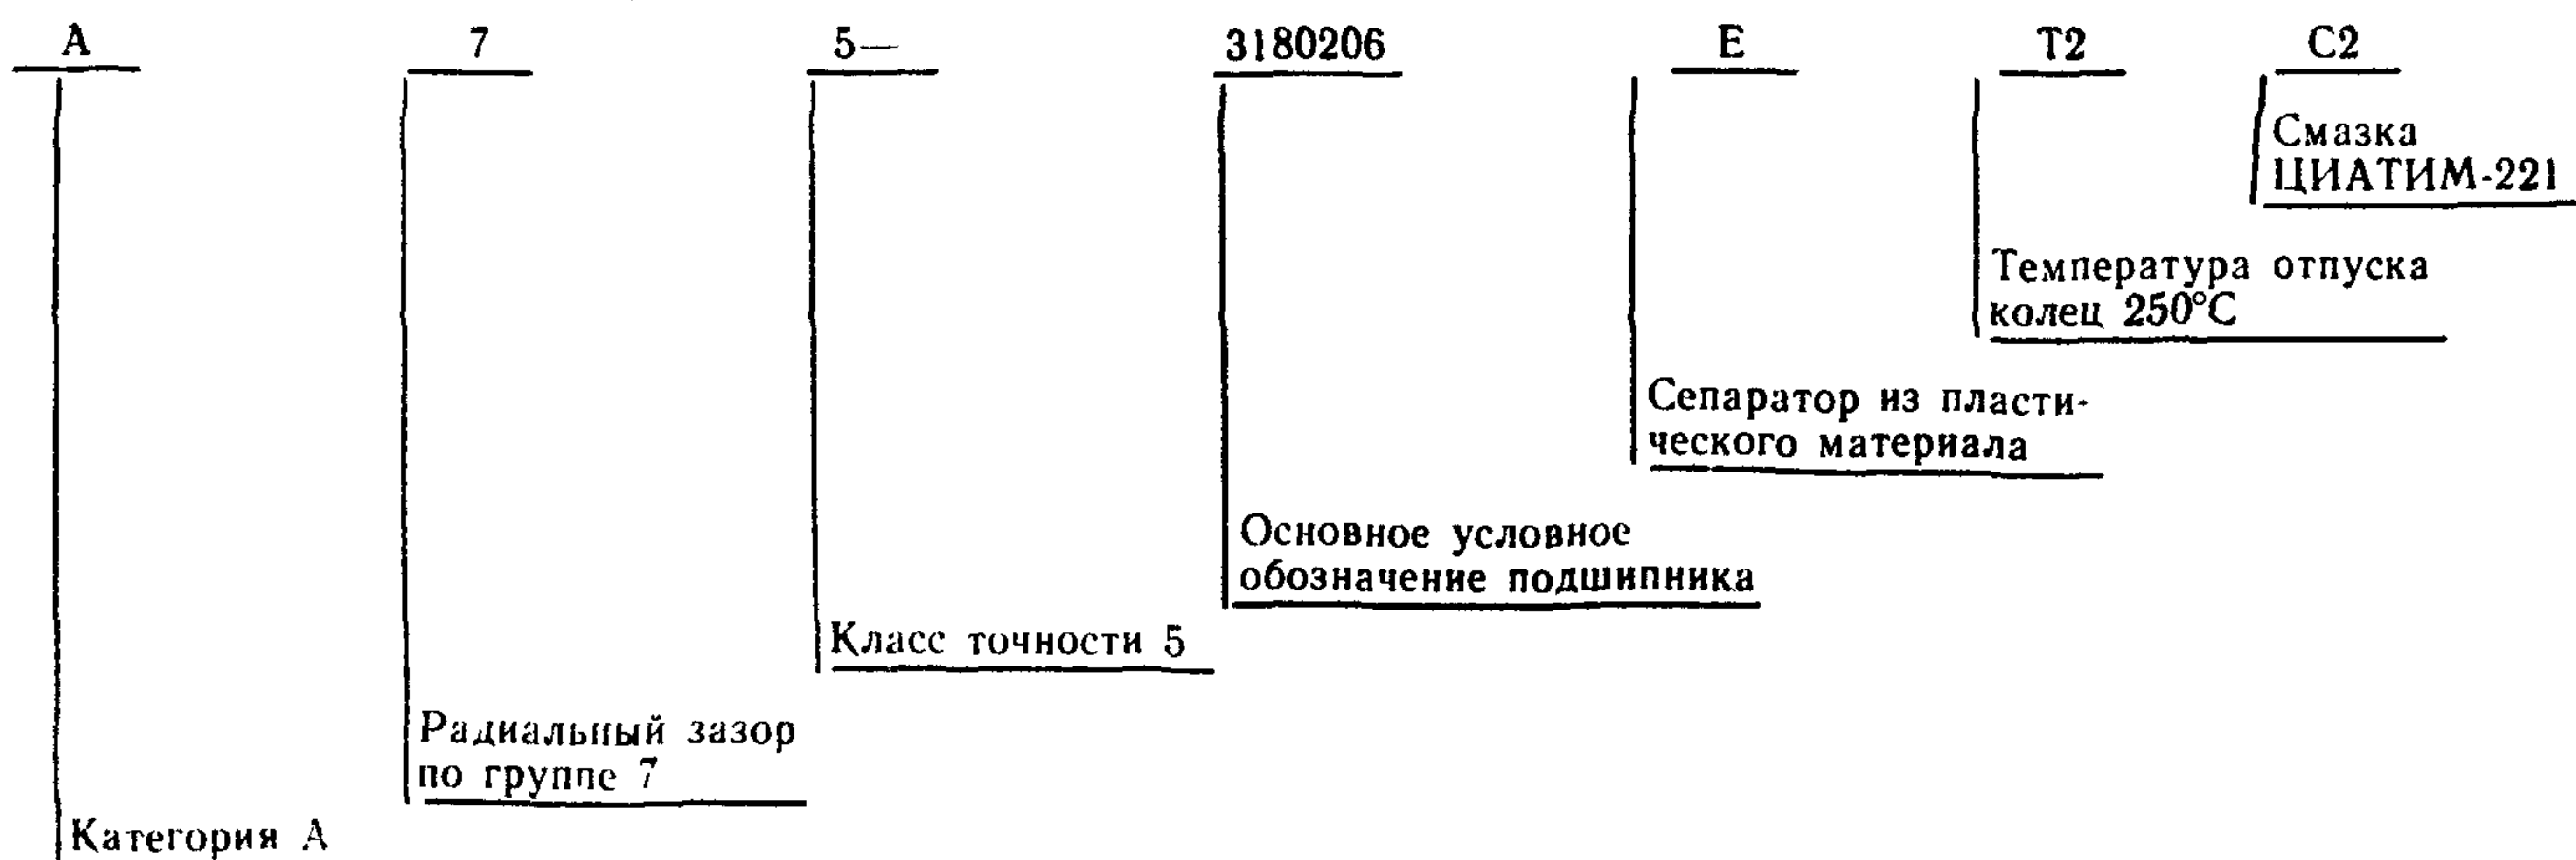 А 7 5— 3180206 Е Т2 С2
Смазка
ЦИАТИМ-221
Температура отпуска
колец 250°С
Сепаратор из пласти-
ческого материала
Основное условное
обозначение подшипника
Класс точности 5
Радиальный зазор
по группе 7
Категория А